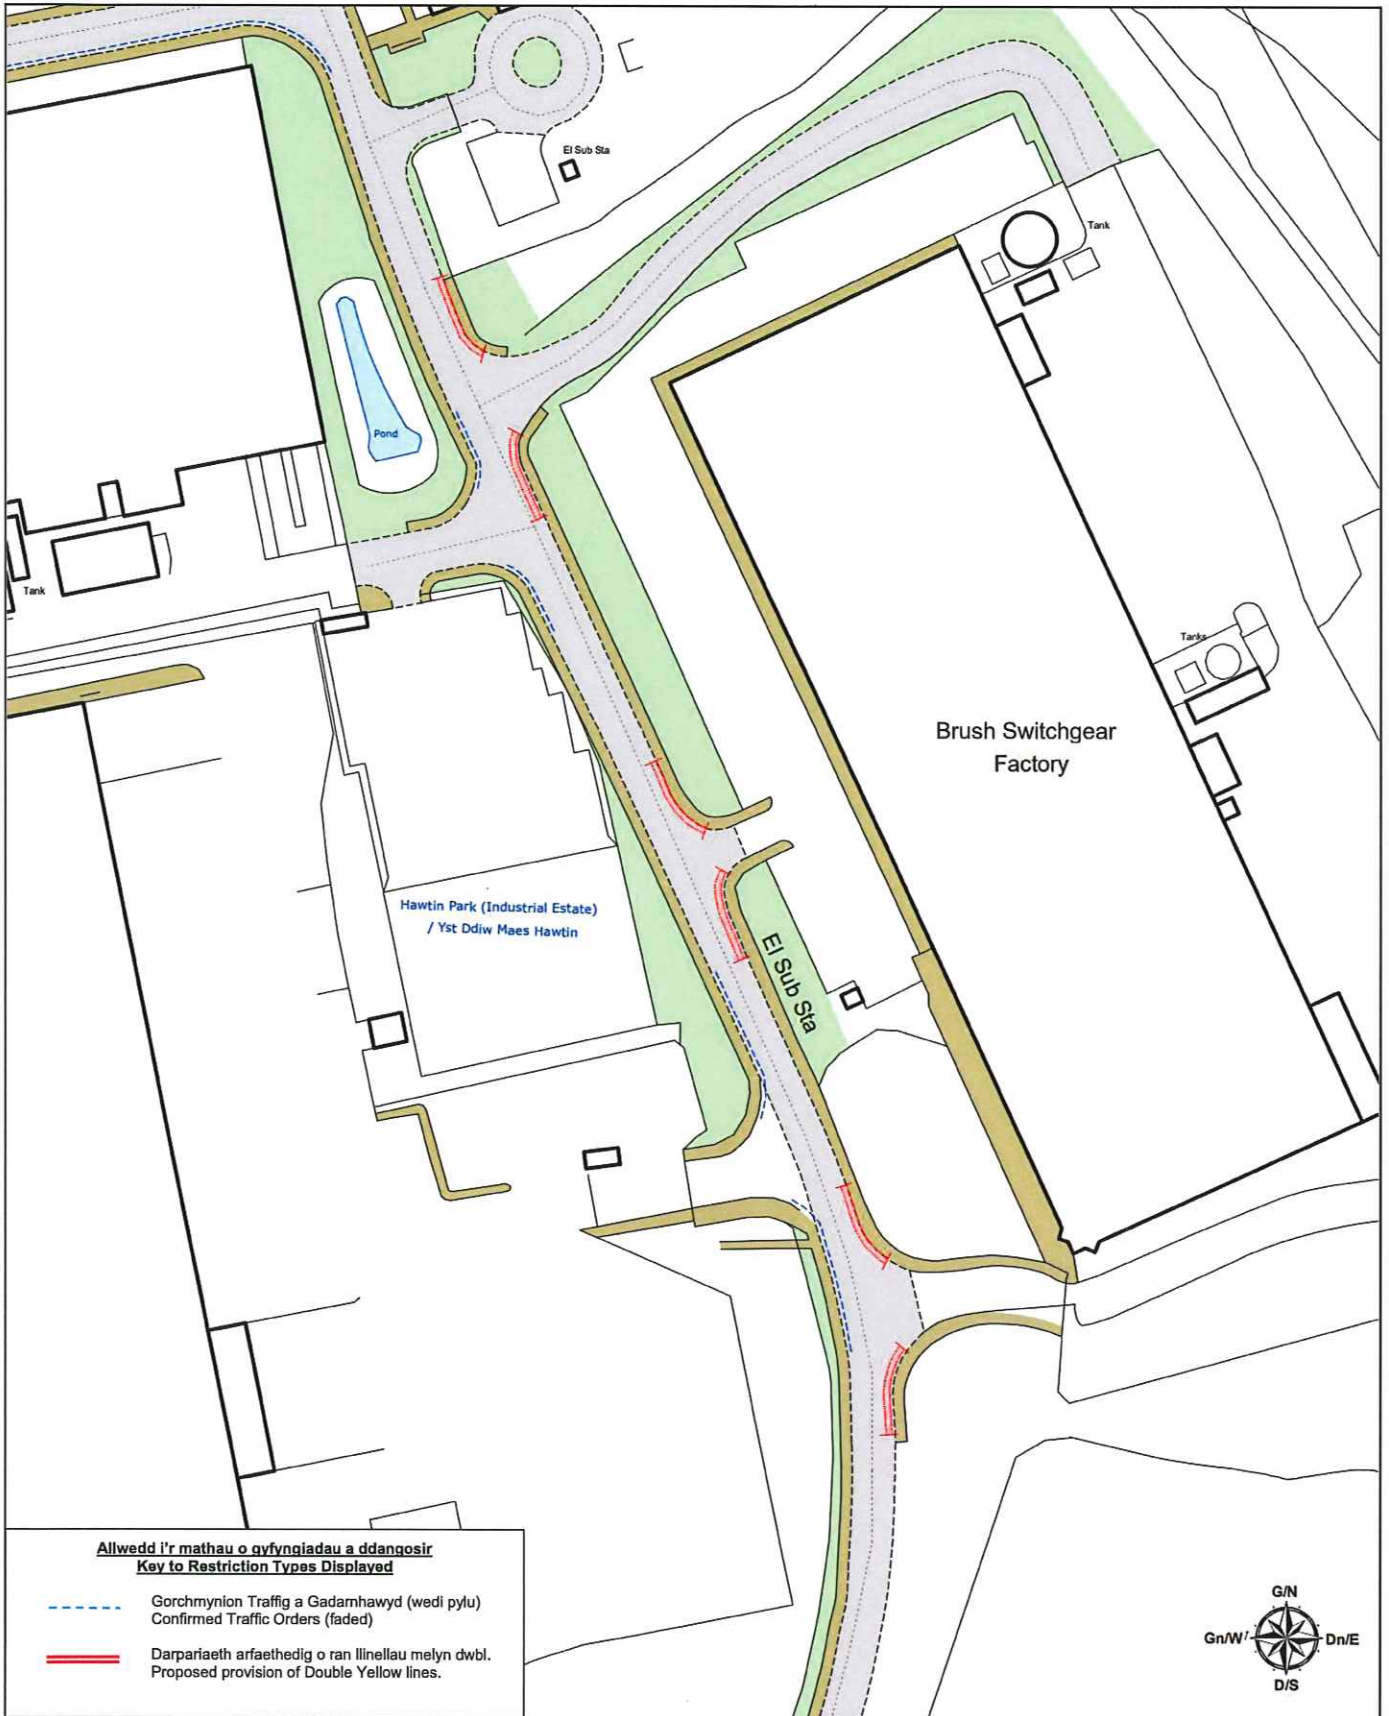 El Sub Sta
Tank
Pond
Tank
Tanks
Brush Switchgear
Factory
Hawtin Park (Industrial Estate)
/ Yst Ddiw Maes Hawtin
El Sub Sta
Allwedd i'r mathau o gyfyngiadau a ddangosir
Key to Restriction Types Displayed
Gorchmynion Traffig a Gadarnhawyd (wedi pylu)
Confirmed Traffic Orders (faded)
Darpariaeth arfaethedig o ran llinellau melyn dwbl.
Proposed provision of Double Yellow lines.
G/N
Gn/W
Dn/E
D/S